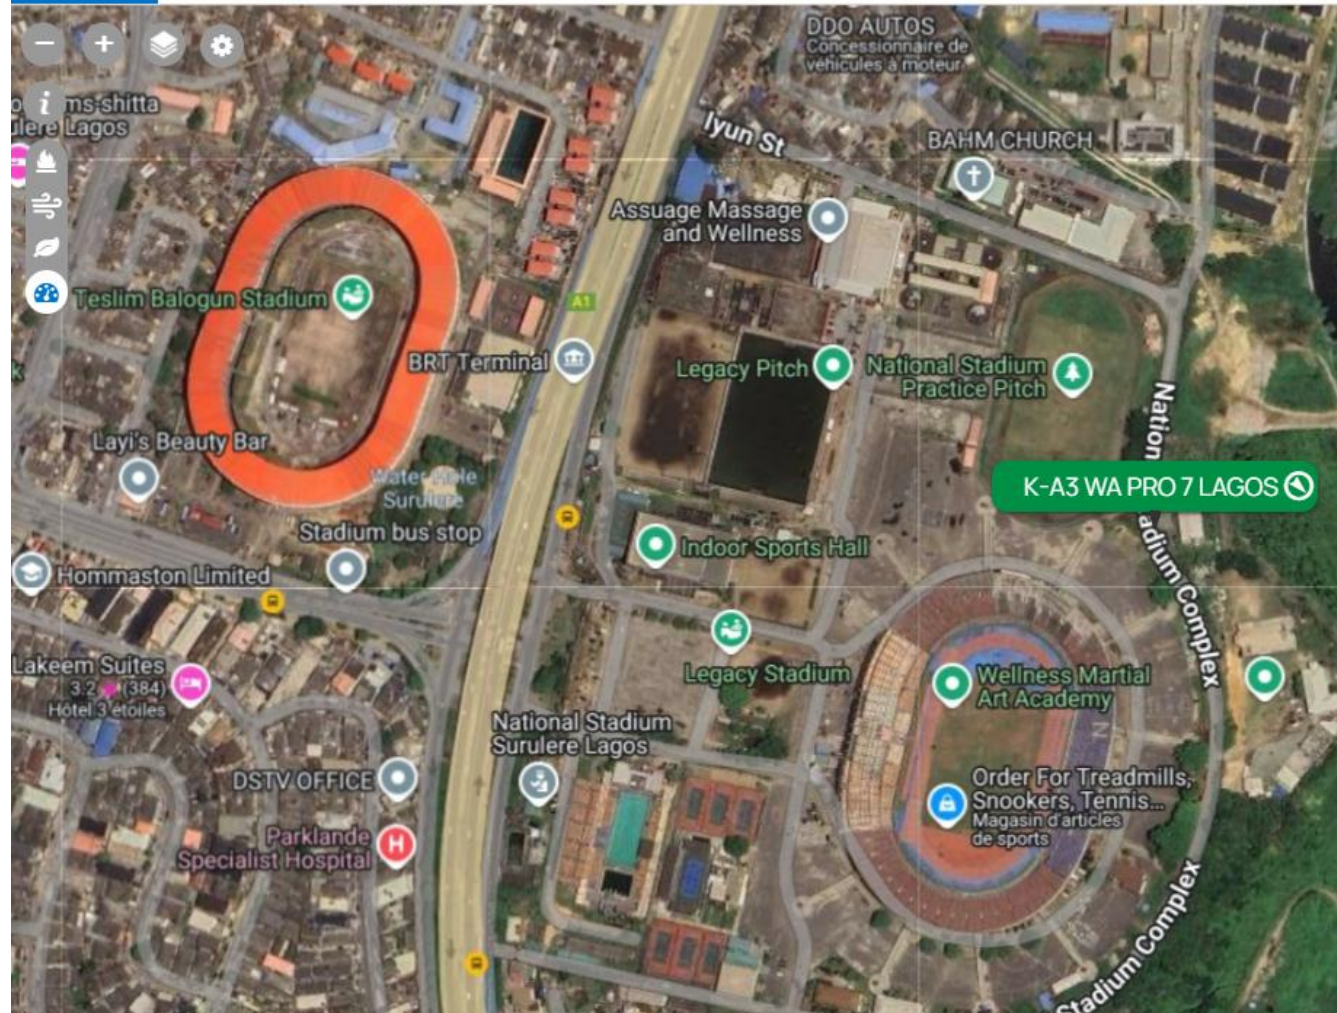 DDO AUTOS
Concessionnaire de
véhicules à moteur
ms-shitta
ulere Lagos
Iyun St
BAHM CHURCH
Assuage Massage
and Wellness
Teslim Balogun Stadium
A1
BRT Terminal
Legacy Pitch
National Stadium
Practice Pitch
k
Layi's Beauty Bar
Water Hole
Surulere
K-A3 WA PRO 7 LAGOS
Nation
adium Complex
Stadium bus stop
Indoor Sports Hall
Hommaston Limited
Lakeem Suites
3.2 (384)
Hôtel 3 étoiles
Legacy Stadium
Wellness Martial
Art Academy
National Stadium
Surulere Lagos
DSTV OFFICE
Order For Treadmills,
Snookers, Tennis...
Magasin d'articles
de sports
Parklande
Specialist Hospital
H
N
Stadium Complex